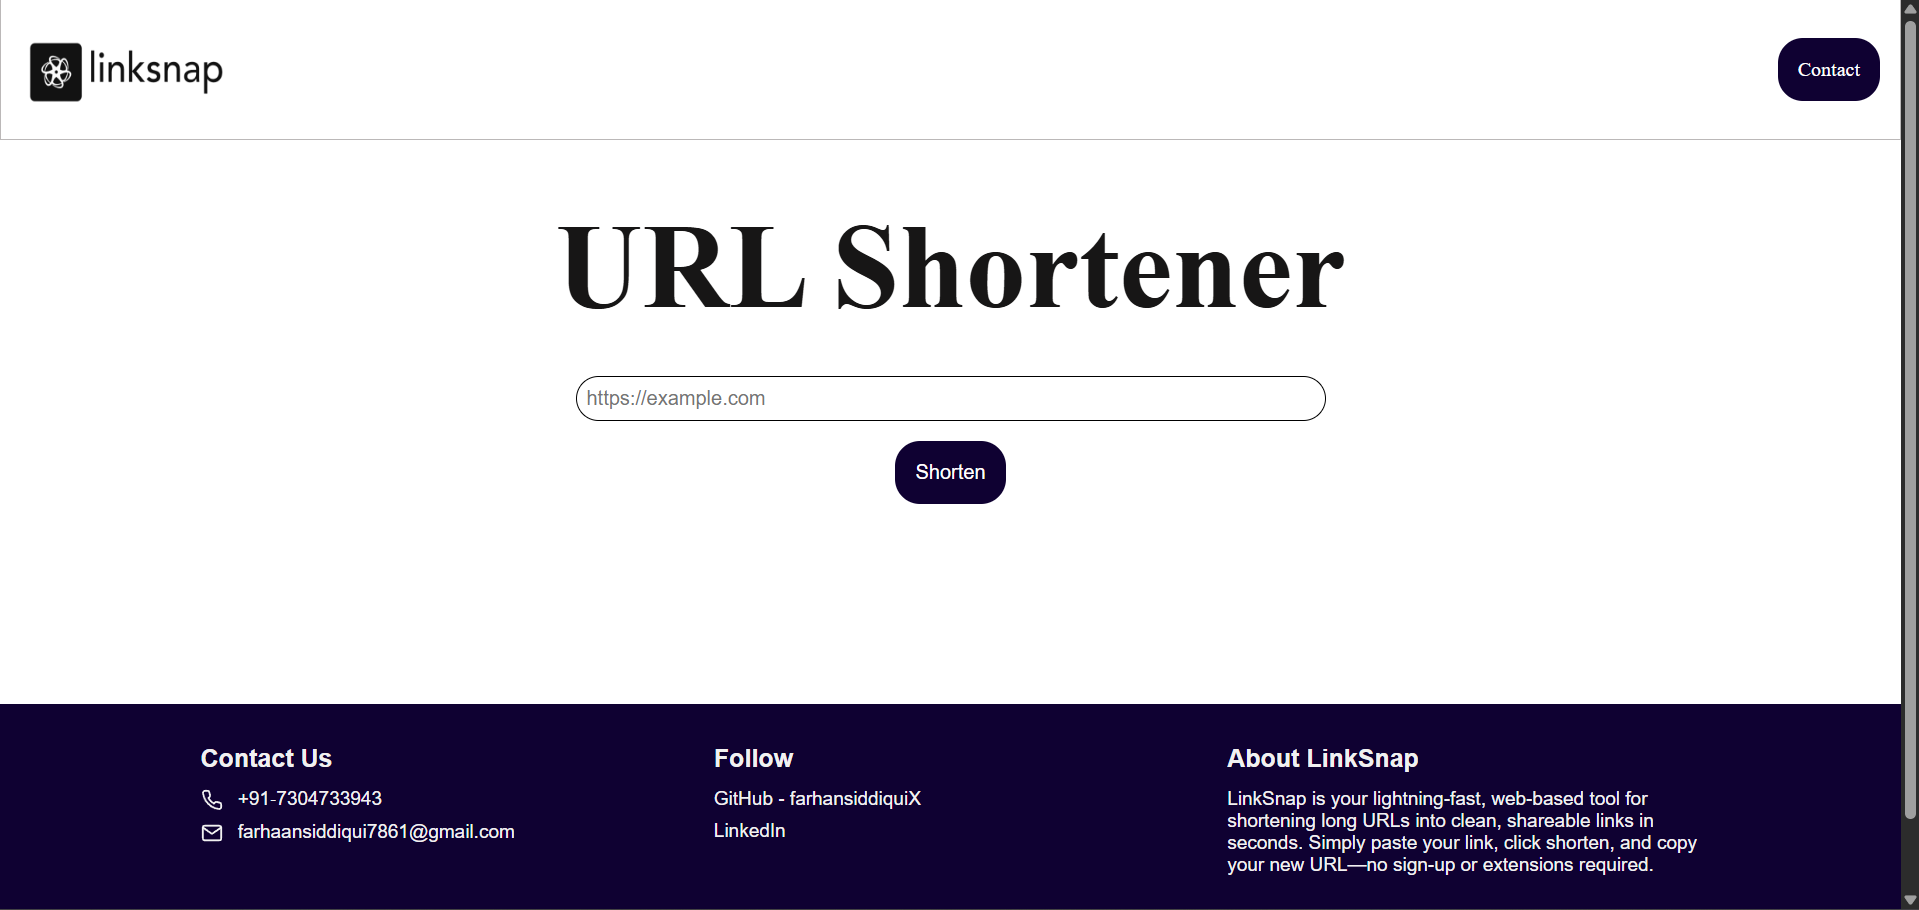 linksnap
Contact
URL Shortener
https://example.com
Shorten
Contact Us
+91-7304733943
farhaansiddiqui7861@gmail.com
Follow
GitHub - farhansiddiquiX
LinkedIn
About LinkSnap
LinkSnap is your lightning-fast, web-based tool for
shortening long URLs into clean, shareable links in
seconds. Simply paste your link, click shorten, and copy
your new URL—no sign-up or extensions required.